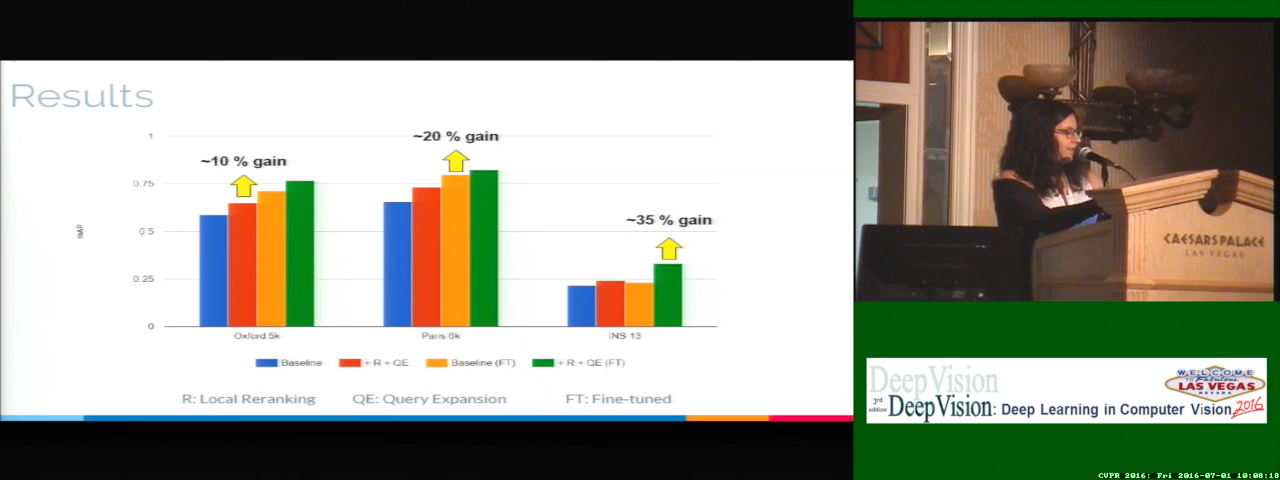 Results
~10 % gain
~20 % gain
~35 % gain
1
0.75
0.5
0.25
0
mAP
Oxford 5k
Paris 6k
INS 13
Baseline
+ R + QE
Baseline (FT)
+ R + QE (FT)
R: Local Reranking
QE: Query Expansion
FT: Fine-tuned
CAESARS PALACE
LAS VEGAS
DeepVision
WELCOME
TO Fabulous
LAS VEGAS
NEVADA
3rd
edition
DeepVision: Deep Learning in Computer Vision 2016
CVPR 2016: Fri 2016-07-01 10:08:18